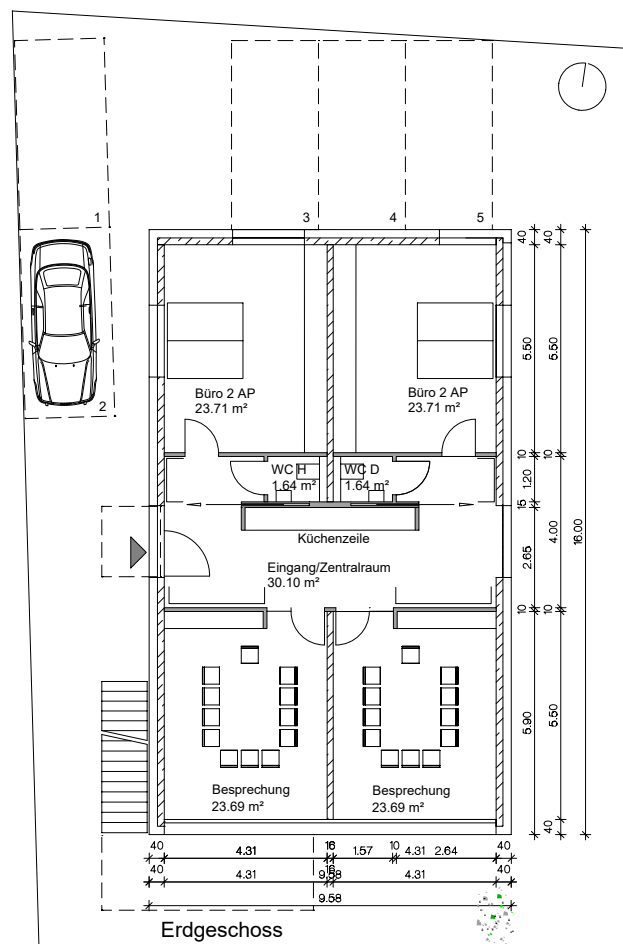 3 4 5
1
2
40 40
Büro 2 AP
23.71 m²
Büro 2 AP
23.71 m²
5.50 5.50
WC H
1.64 m²
WC D
1.64 m²
10 10
1.20
15
4.00
16.00
Küchenzeile
Eingang/Zentralraum
30.10 m²
2.65
10 10
Besprechung
23.69 m²
Besprechung
23.69 m²
5.90 5.50
40
40 4.31 16 1.57 10 4.31 2.64 40
40 4.31 9.58 4.31 40
9.58
Erdgeschoss